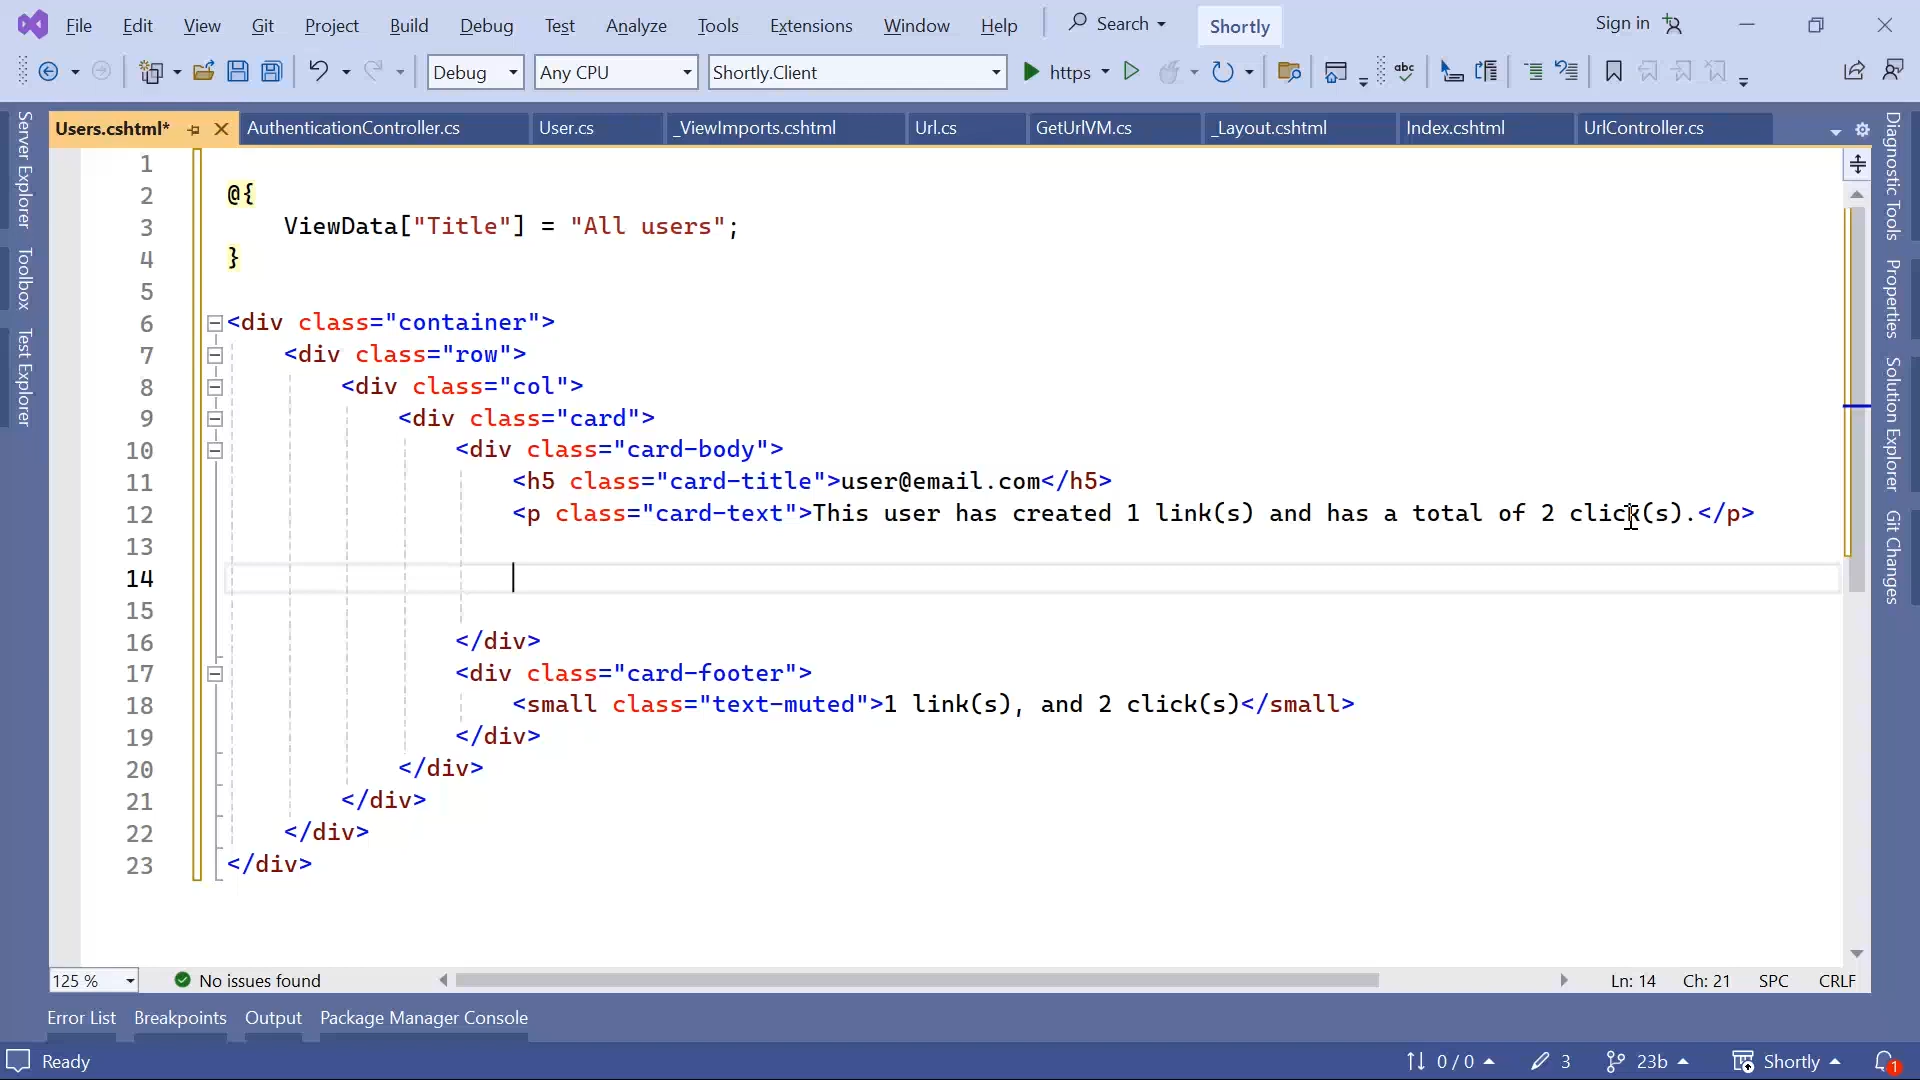 File Edit View Git Project Build Debug Test Analyze Tools Extensions Window Help Search Shortly Sign in
Debug Any CPU Shortly.Client https abc
Users.cshtml* AuthenticationController.cs User.cs _ViewImports.cshtml Url.cs GetUrlVM.cs _Layout.cshtml Index.cshtml UrlController.cs
Server Explorer
Toolbox
Test Explorer
1
2 @{
3 ViewData["Title"] = "All users";
4 }
5
6 <div class="container">
7 <div class="row">
8 <div class="col">
9 <div class="card">
10 <div class="card-body">
11 <h5 class="card-title">user@email.com</h5>
12 <p class="card-text">This user has created 1 link(s) and has a total of 2 click(s).</p>
13
14
15
16 </div>
17 <div class="card-footer">
18 <small class="text-muted">1 link(s), and 2 click(s)</small>
19 </div>
20 </div>
21 </div>
22 </div>
23 </div>
Diagnostic Tools
Properties
Solution Explorer
Git Changes
125 % No issues found Ln: 14 Ch: 21 SPC CRLF
Error List Breakpoints Output Package Manager Console
Ready 0 / 0 3 23b Shortly 1